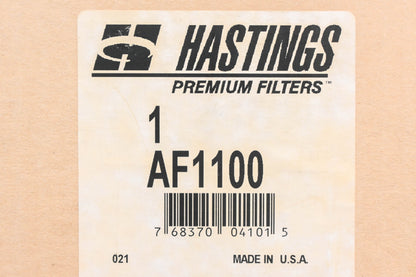 HASTINGS
PREMIUM FILTERS™
1
AF1100
7 68370 04101 5
021 MADE IN U.S.A.